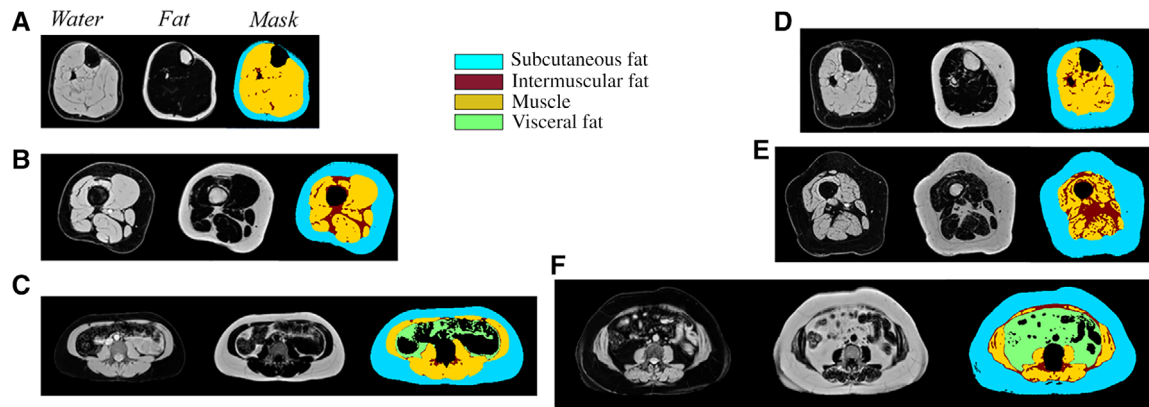 A
Water Fat Mask
Subcutaneous fat
Intermuscular fat
Muscle
Visceral fat
B
C
D
E
F